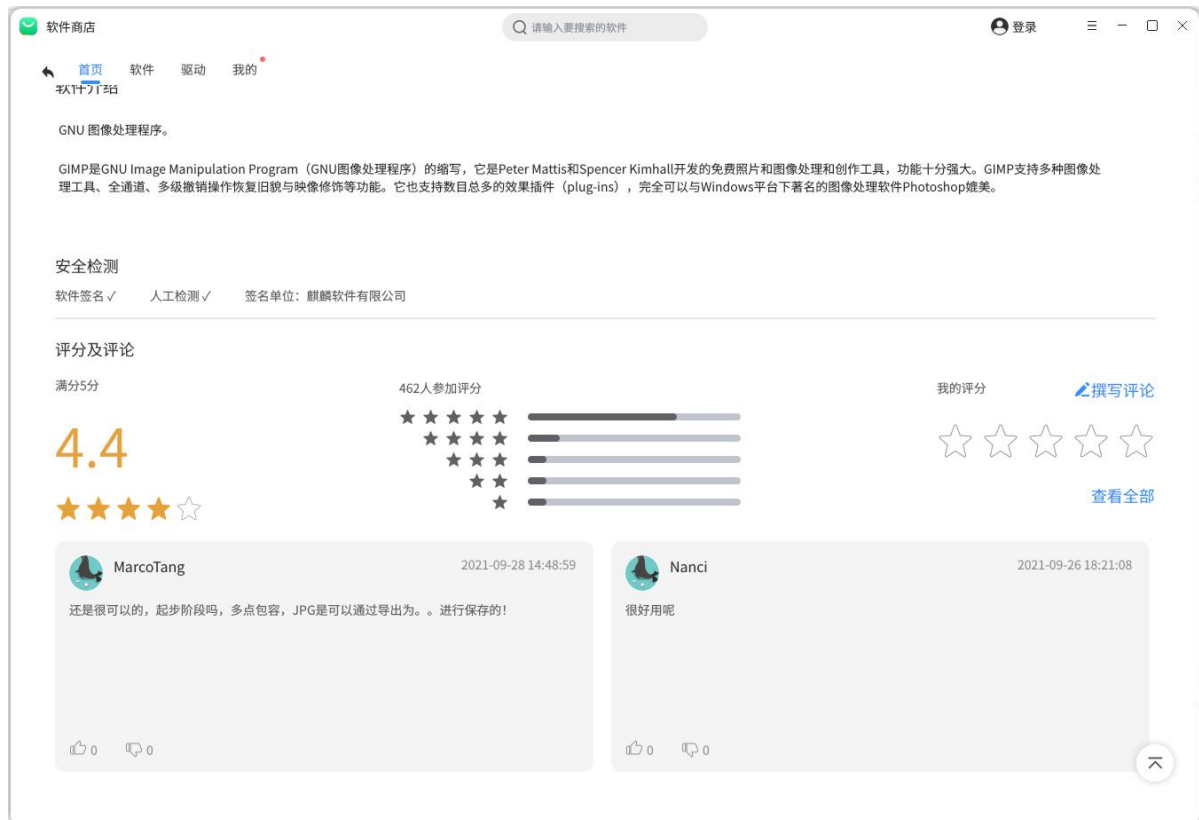 软件商店
请输入要搜索的软件
登录
首页 软件 驱动 我的
软件介绍
GNU 图像处理程序。
GIMP是GNU Image Manipulation Program（GNU图像处理程序）的缩写，它是Peter Mattis和Spencer Kimhall开发的免费照片和图像处理和创作工具，功能十分强大。GIMP支持多种图像处
理工具、全通道、多级撤销操作恢复旧貌与映像修饰等功能。它也支持数目总多的效果插件（plug-ins），完全可以与Windows平台下著名的图像处理软件Photoshop媲美。
安全检测
软件签名✓ 人工检测✓ 签名单位：麒麟软件有限公司
评分及评论
满分5分
462人参加评分
我的评分
撰写评论
4.4
查看全部
MarcoTang 2021-09-28 14:48:59
还是很可以的，起步阶段吗，多点包容，JPG是可以通过导出为。。进行保存的！
0 0
Nanci 2021-09-26 18:21:08
很好用呢
0 0